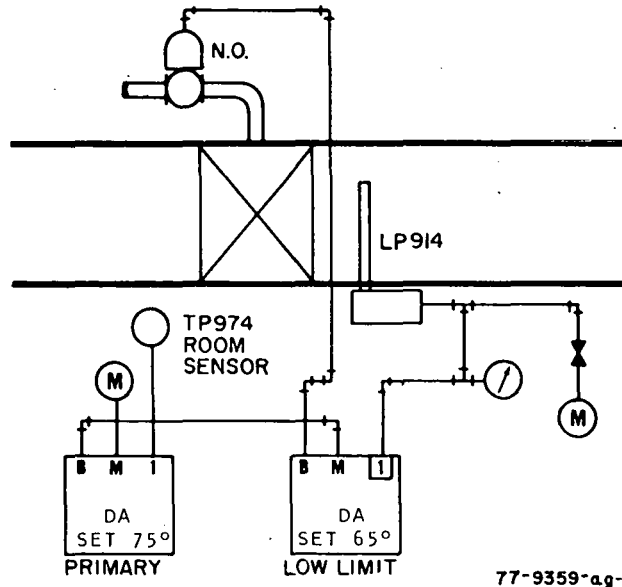 N.O.
LP914
TP974
ROOM
SENSOR
M
M
B M 1
DA
SET 75°
PRIMARY
B M 1
DA
SET 65°
LOW LIMIT
77-9359-ag-